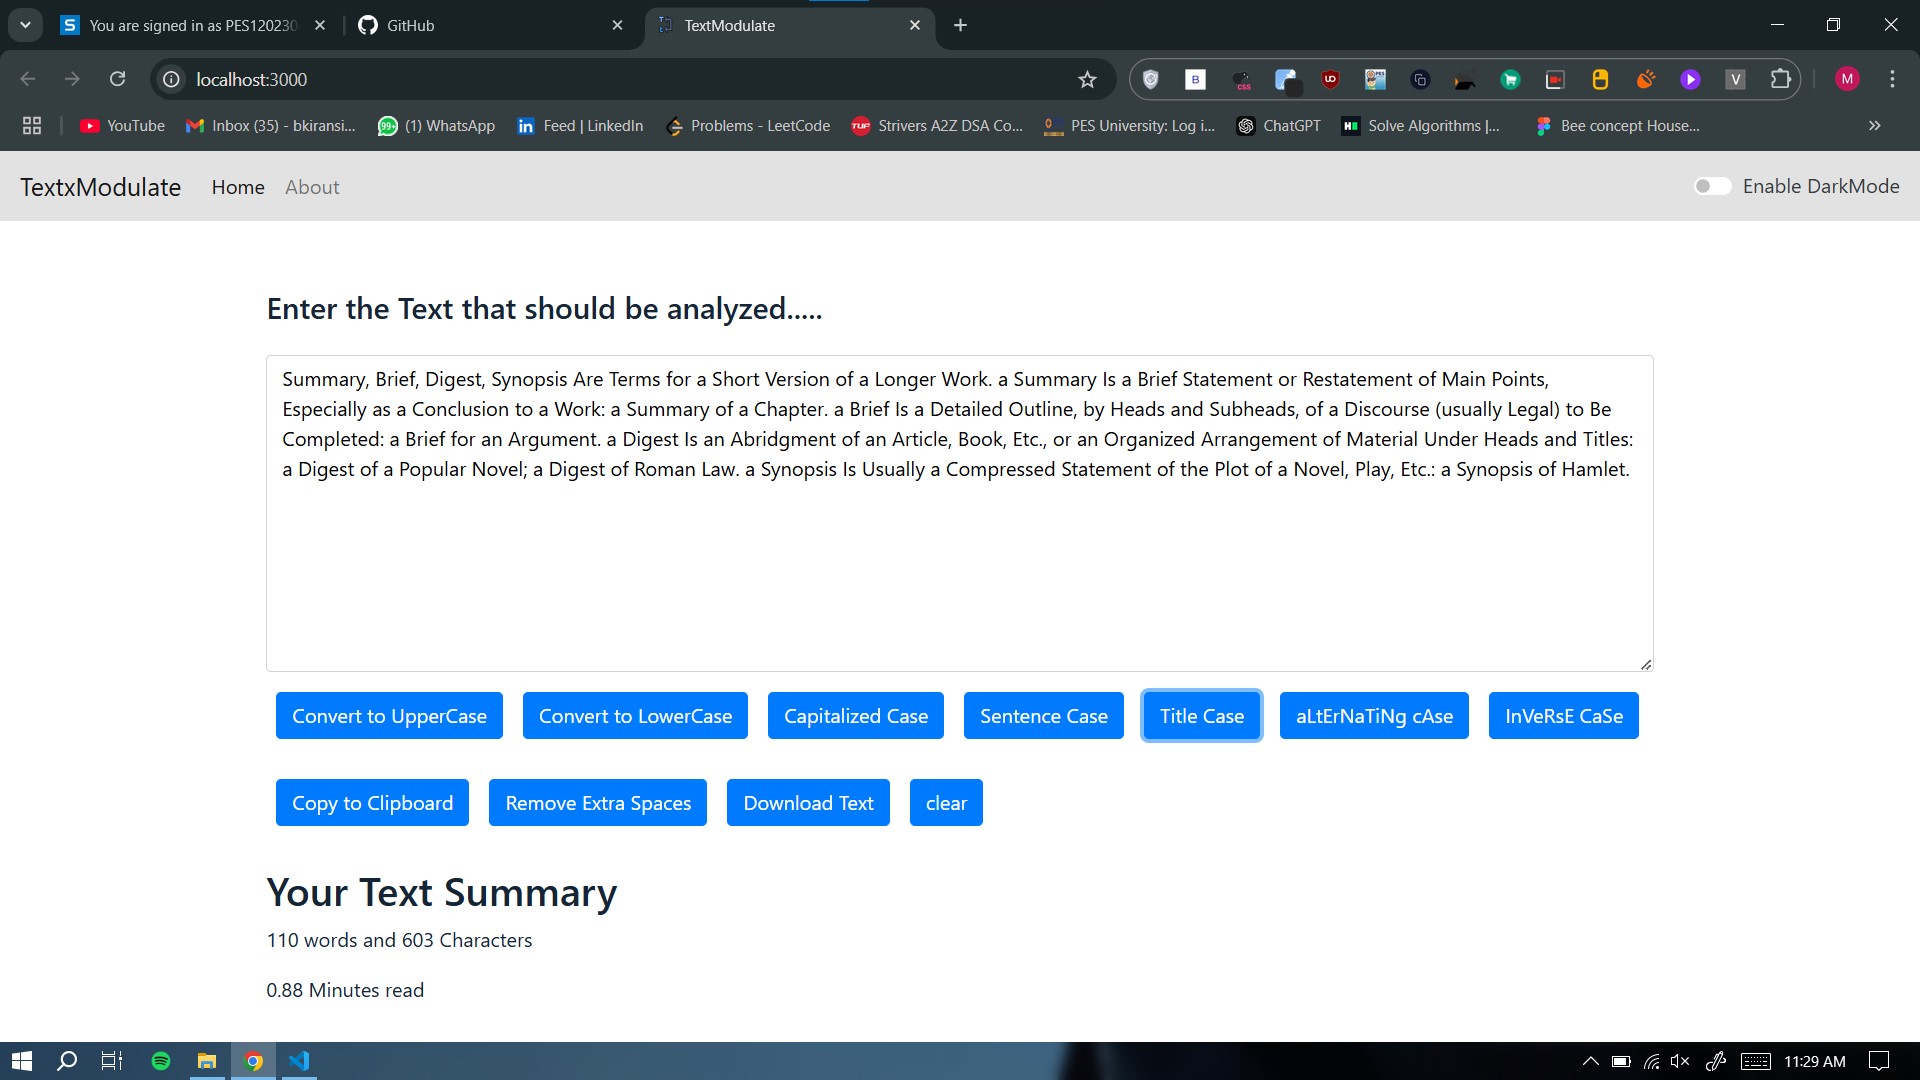 You are signed in as PES120230
GitHub
TextModulate
localhost:3000
B
css
UO
PES
V
M
YouTube
Inbox (35) - bkiransi...
99+
(1) WhatsApp
in
Feed | LinkedIn
Problems - LeetCode
TUF
Strivers A2Z DSA Co...
PES University: Log i...
ChatGPT
Solve Algorithms |...
Bee concept House...
TextxModulate
Home
About
Enable DarkMode
Enter the Text that should be analyzed.....
Summary, Brief, Digest, Synopsis Are Terms for a Short Version of a Longer Work. a Summary Is a Brief Statement or Restatement of Main Points,
Especially as a Conclusion to a Work: a Summary of a Chapter. a Brief Is a Detailed Outline, by Heads and Subheads, of a Discourse (usually Legal) to Be
Completed: a Brief for an Argument. a Digest Is an Abridgment of an Article, Book, Etc., or an Organized Arrangement of Material Under Heads and Titles:
a Digest of a Popular Novel; a Digest of Roman Law. a Synopsis Is Usually a Compressed Statement of the Plot of a Novel, Play, Etc.: a Synopsis of Hamlet.
Convert to UpperCase
Convert to LowerCase
Capitalized Case
Sentence Case
Title Case
aLtErNaTiNg cAse
InVeRsE CaSe
Copy to Clipboard
Remove Extra Spaces
Download Text
clear
Your Text Summary
110 words and 603 Characters
0.88 Minutes read
11:29 AM